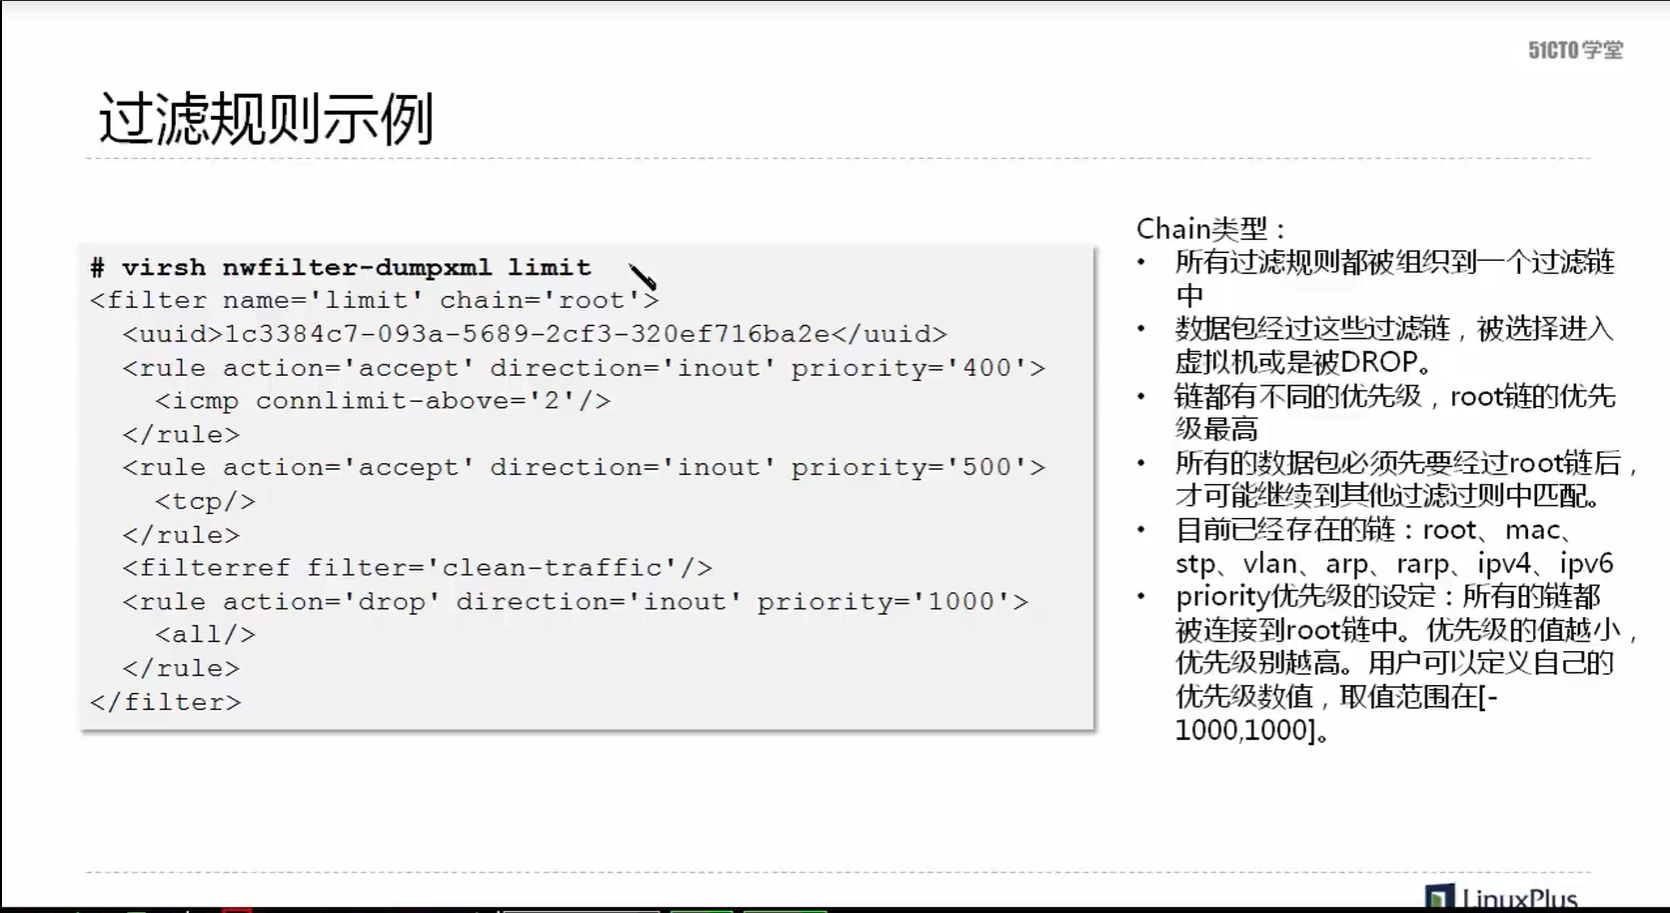 51CTO学堂
过滤规则示例
# virsh nwfilter-dumpxml limit
<filter name='limit' chain='root'>
<uuid>1c3384c7-093a-5689-2cf3-320ef716ba2e</uuid>
<rule action='accept' direction='inout' priority='400'>
<icmp connlimit-above='2'/>
</rule>
<rule action='accept' direction='inout' priority='500'>
<tcp/>
</rule>
<filterref filter='clean-traffic'/>
<rule action='drop' direction='inout' priority='1000'>
<all/>
</rule>
</filter>
Chain类型：
• 所有过滤规则都被组织到一个过滤链
中
• 数据包经过这些过滤链，被选择进入
虚拟机或是被DROP。
• 链都有不同的优先级，root链的优先
级最高
• 所有的数据包必须先要经过root链后，
才可能继续到其他过滤过则中匹配。
• 目前已经存在的链：root、mac、
stp、vlan、arp、rarp、ipv4、ipv6
• priority优先级的设定：所有的链都
被连接到root链中。优先级的值越小，
优先级别越高。用户可以定义自己的
优先级数值，取值范围在[-
1000,1000]。
LinuxPlus